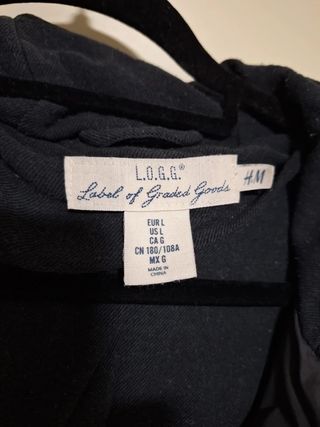 L.O.G.G.®
Label of Graded Goods
H&M
EUR L
US L
CA G
CN 180/108A
MX G
MADE IN
CHINA